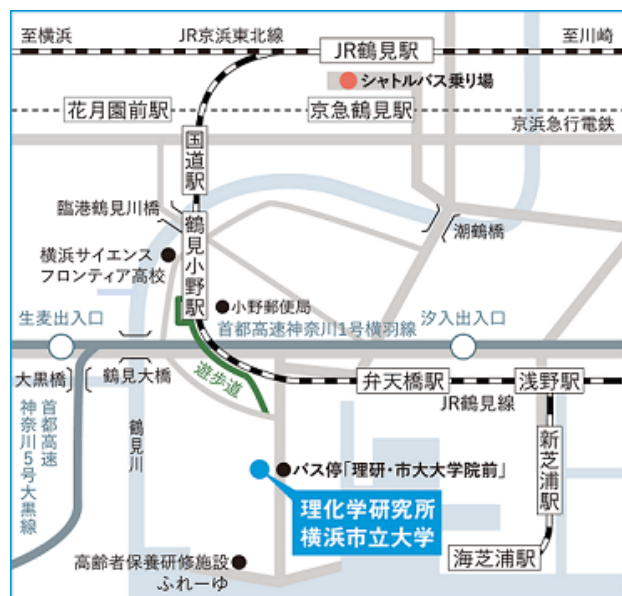 至横浜
JR京浜東北線
JR鶴見駅
至川崎
シャトルバス乗り場
花月園前駅
京急鶴見駅
京浜急行電鉄
国道駅
臨港鶴見川橋
鶴見小野駅
潮鶴橋
横浜サイエンス
フロンティア高校
小野郵便局
生麦出入口
首都高速神奈川1号横羽線
汐入出入口
大黒橋
鶴見大橋
遊歩道
弁天橋駅
浅野駅
JR鶴見線
首都高速
神奈川5号大黒線
鶴見川
新芝浦駅
バス停「理研・市大大学院前」
理化学研究所
横浜市立大学
高齢者保養研修施設
ふれーゆ
海芝浦駅